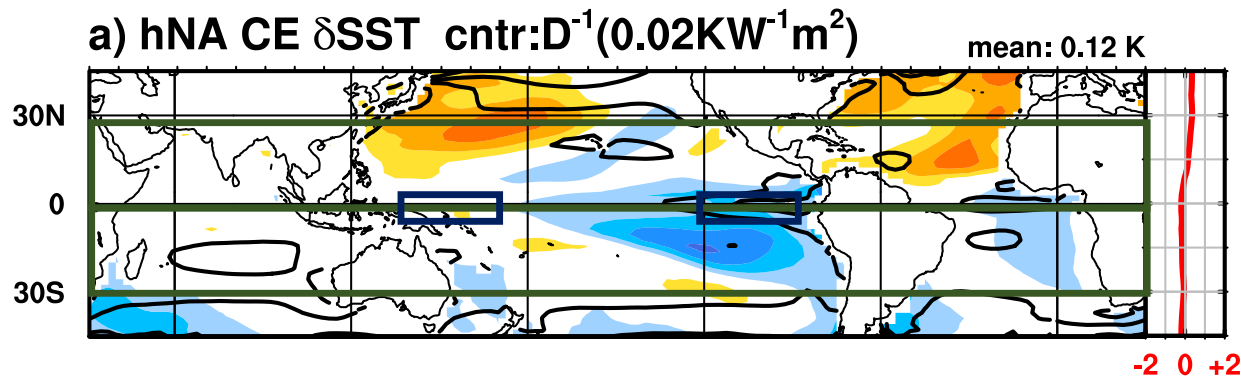 a) hNA CE δSST cntr:D⁻¹(0.02KW⁻¹m²)
mean: 0.12 K
30N
0
30S
-2 0 +2